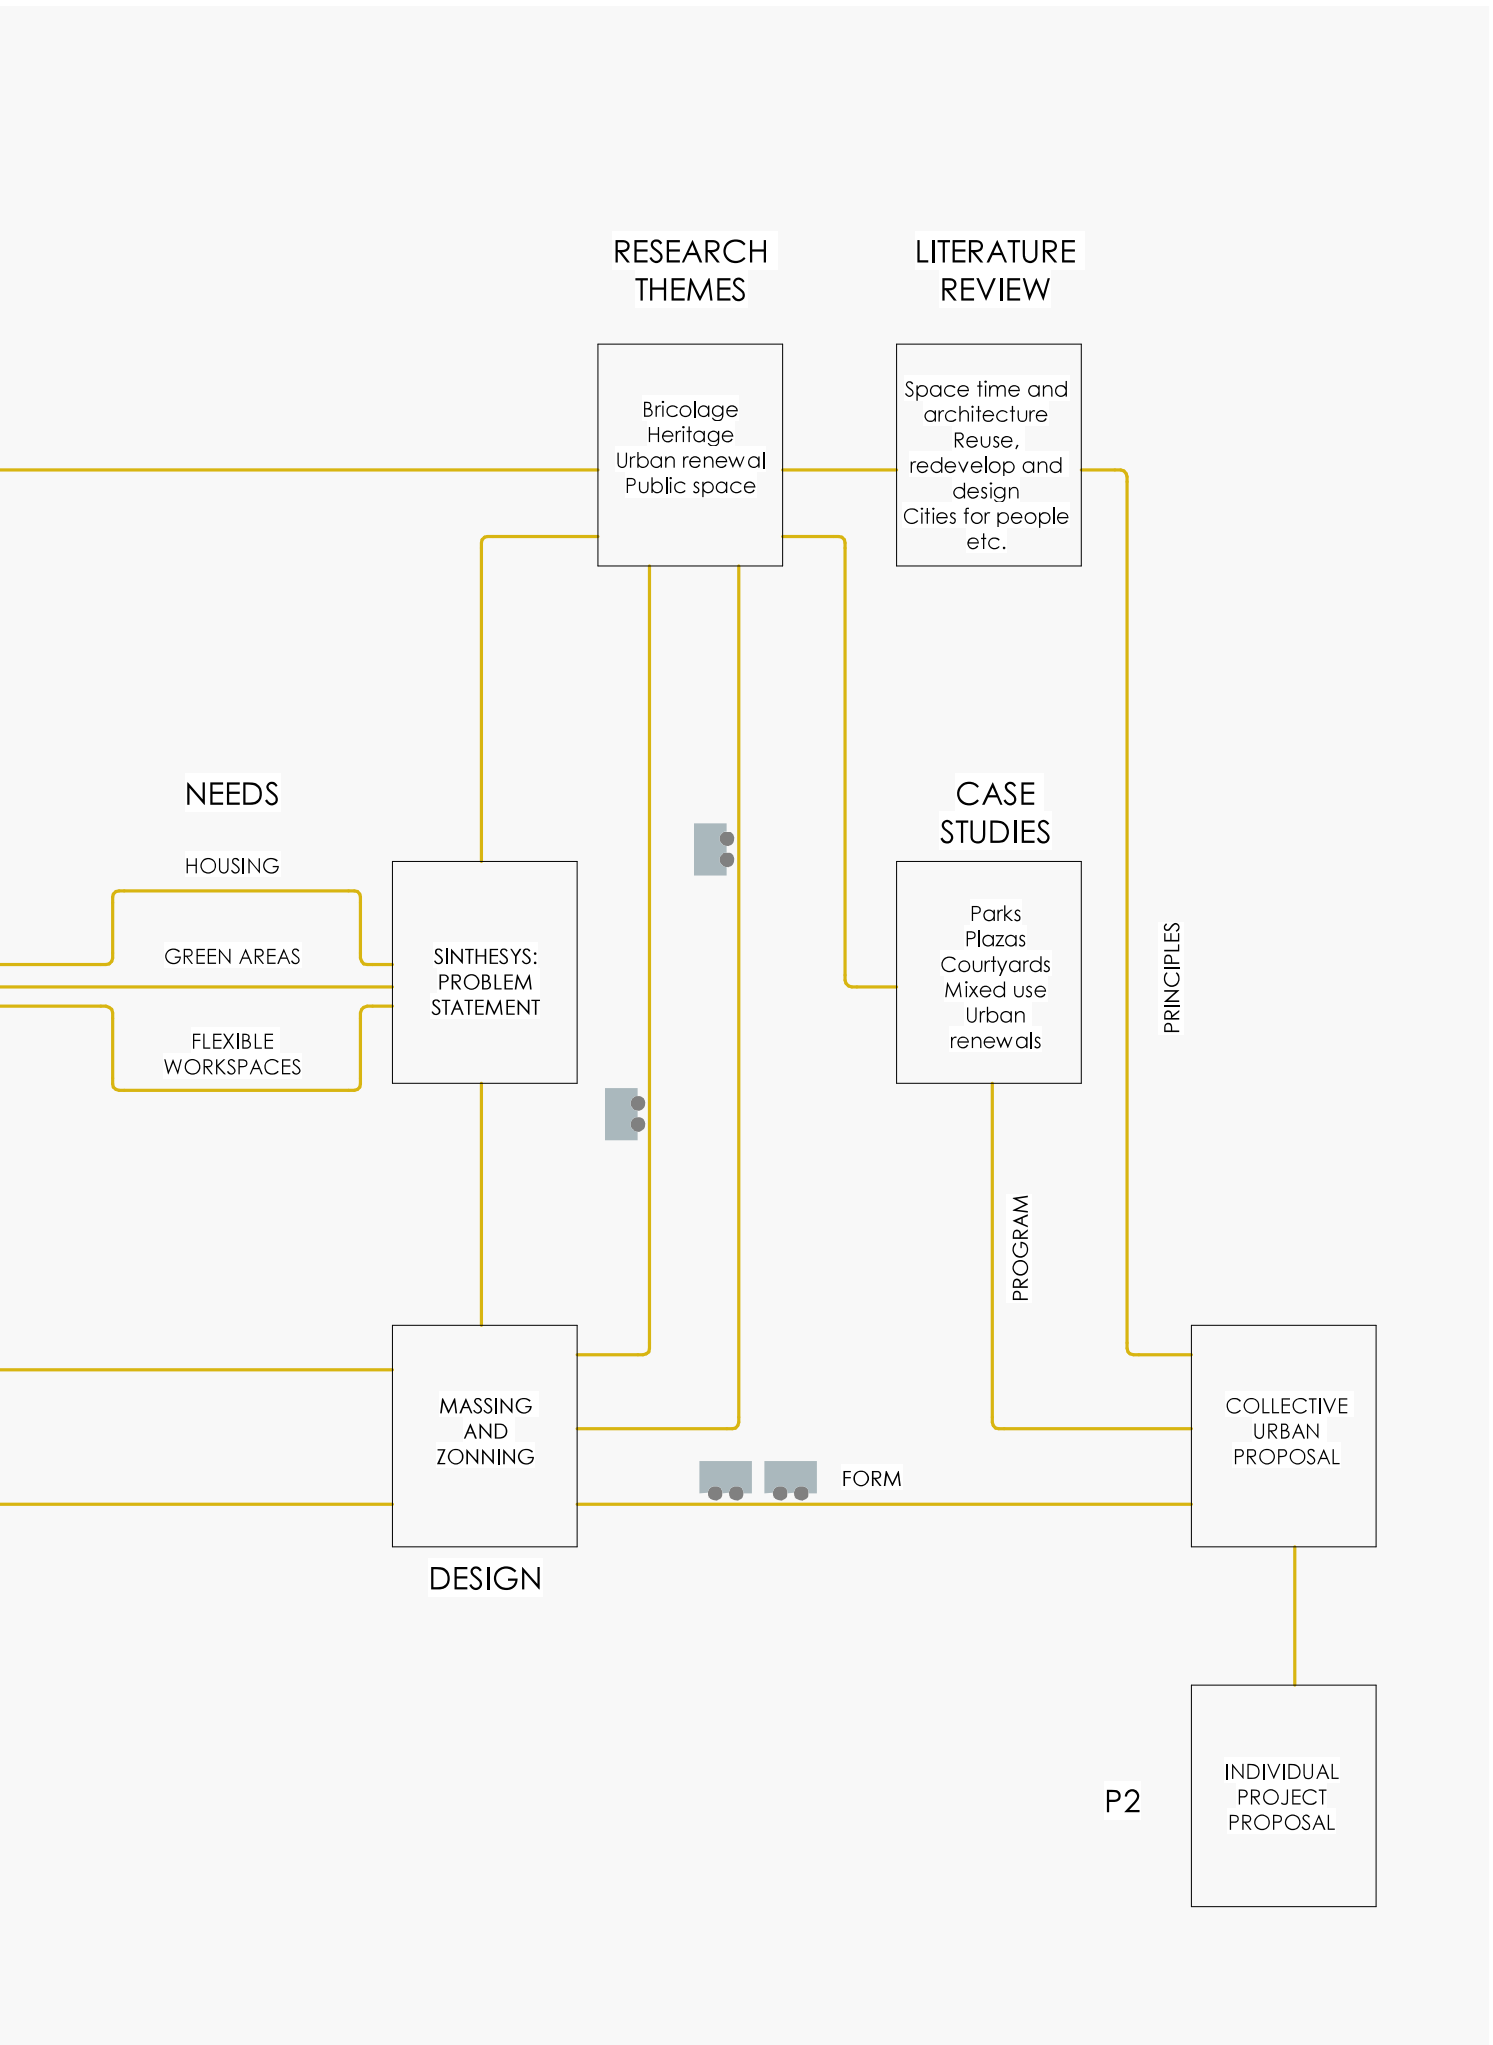 RESEARCH
THEMES
LITERATURE
REVIEW
Bricolage
Heritage
Urban renewal
Public space
Space time and
architecture
Reuse,
redevelop and
design
Cities for people
etc.
NEEDS
HOUSING
GREEN AREAS
FLEXIBLE
WORKSPACES
SINTHESYS:
PROBLEM
STATEMENT
CASE
STUDIES
Parks
Plazas
Courtyards
Mixed use
Urban
renewals
PRINCIPLES
PROGRAM
MASSING
AND
ZONNING
DESIGN
FORM
COLLECTIVE
URBAN
PROPOSAL
P2
INDIVIDUAL
PROJECT
PROPOSAL